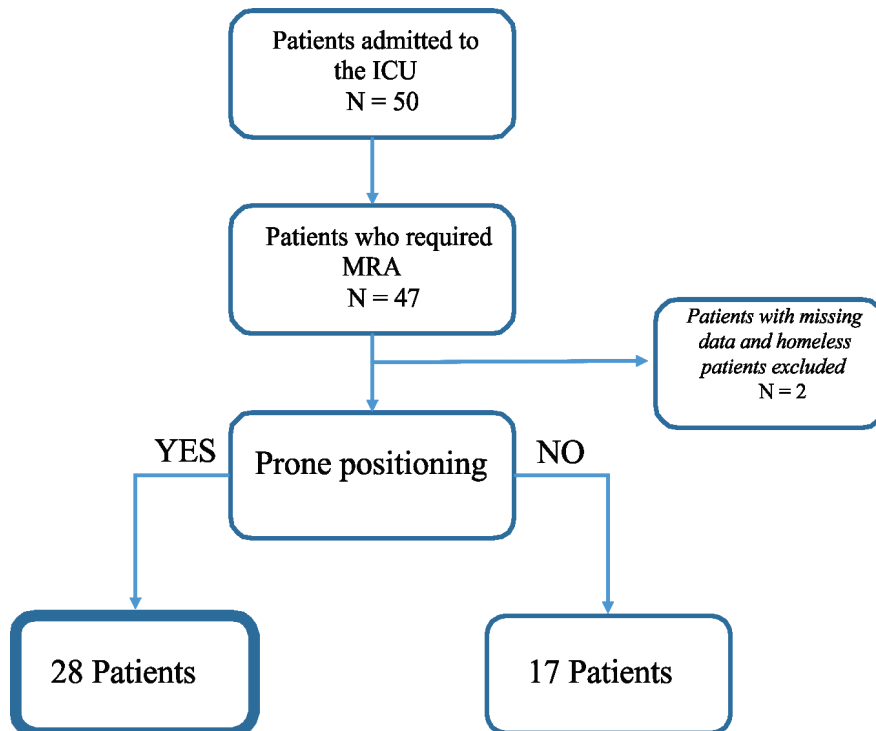 Patients admitted to
the ICU
N = 50
Patients who required
MRA
N = 47
Patients with missing
data and homeless
patients excluded
N = 2
YES
Prone positioning
NO
28 Patients
17 Patients